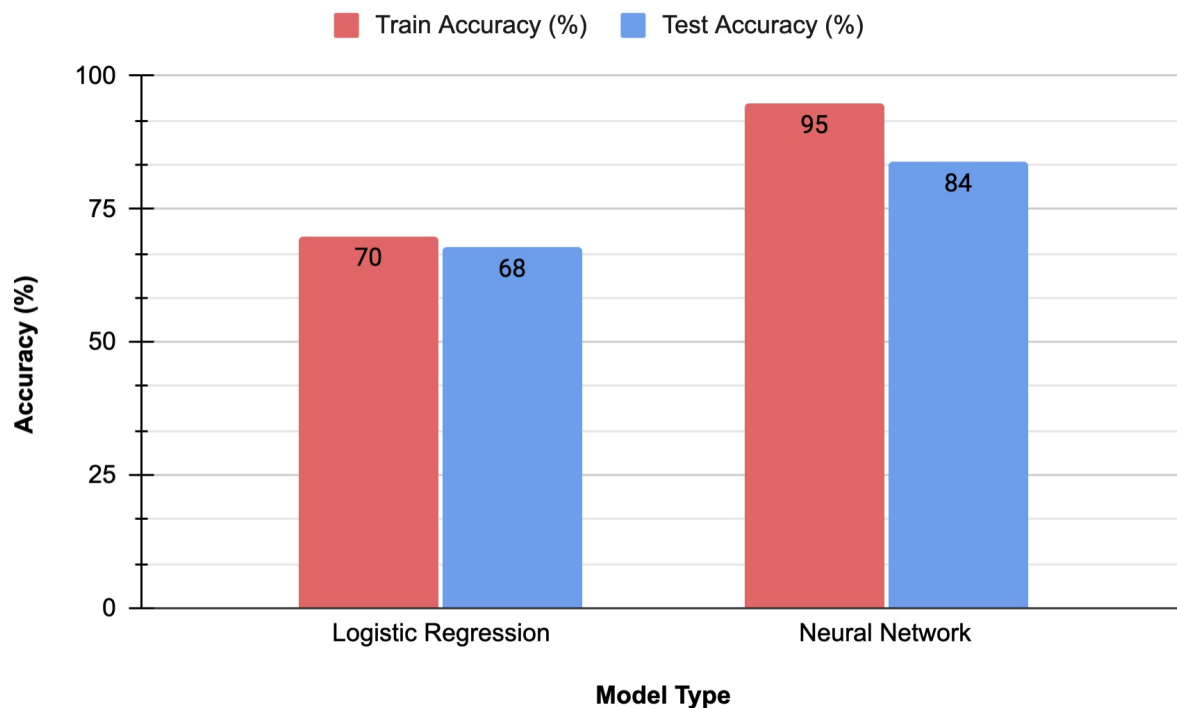 Train Accuracy (%) Test Accuracy (%)
100
75
50
25
0
Accuracy (%)
70
68
95
84
Logistic Regression Neural Network
Model Type